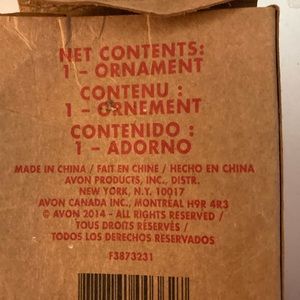 NET CONTENTS:
1 – ORNAMENT
CONTENU :
1 – ORNEMENT
CONTENIDO :
1 – ADORNO
MADE IN CHINA / FAIT EN CHINE / HECHO EN CHINA
AVON PRODUCTS, INC., DISTR.
NEW YORK, N.Y. 10017
AVON CANADA INC., MONTRÉAL H9R 4R3
© AVON 2014 – ALL RIGHTS RESERVED /
TOUS DROITS RÉSERVÉS /
TODOS LOS DERECHOS RESERVADOS
F3873231